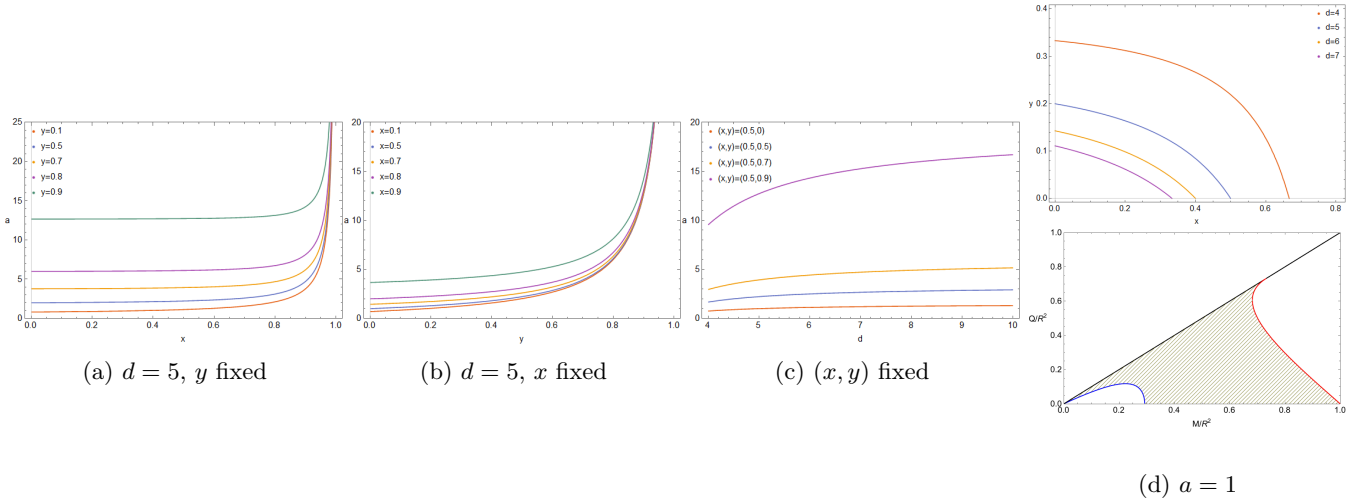 0.4
0.3
y 0.2
0.1
0.0
0.0 0.2 0.4 0.6 0.8
x
d=4
d=5
d=6
d=7
25
20
15
a
10
5
0
0.0 0.2 0.4 0.6 0.8 1.0
x
y=0.1
y=0.5
y=0.7
y=0.8
y=0.9
(a) d = 5, y fixed
20
15
a
10
5
0
0.0 0.2 0.4 0.6 0.8 1.0
y
x=0.1
x=0.5
x=0.7
x=0.8
x=0.9
(b) d = 5, x fixed
20
15
a
10
5
0
4 5 6 7 8 9 10
d
(x,y)=(0.5,0)
(x,y)=(0.5,0.5)
(x,y)=(0.5,0.7)
(x,y)=(0.5,0.9)
(c) (x, y) fixed
1.0
0.8
0.6
Q/R²
0.4
0.2
0.0
0.0 0.2 0.4 0.6 0.8 1.0
M/R²
(d) a = 1